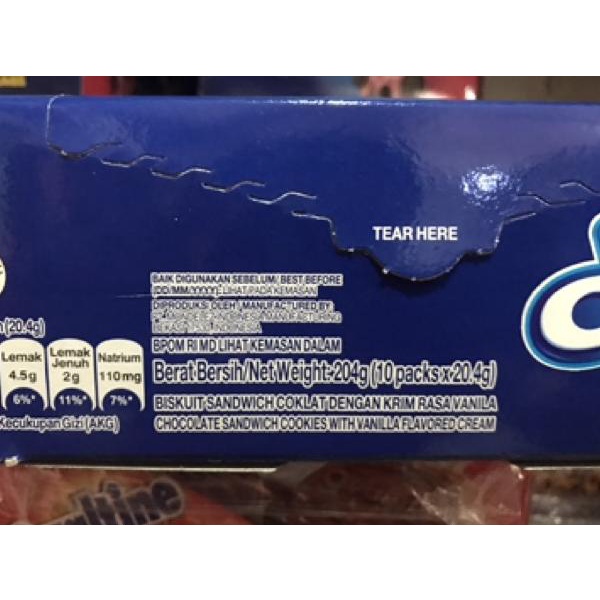 TEAR HERE
BAIK DIGUNAKAN SEBELUM/ BEST BEFORE
(DD/MM/YYYY): LIHAT PADA KEMASAN
DIPRODUKSI OLEH / MANUFACTURED BY:
INDONESIA MANUFACTURING
INDONESIA
BPOM RI MD LIHAT KEMASAN DALAM
Berat Bersih/Net Weight: 204g (10 packs x 20.4g)
BISKUIT SANDWICH COKLAT DENGAN KRIM RASA VANILA
CHOCOLATE SANDWICH COOKIES WITH VANILLA FLAVORED CREAM
(20.4g)
Lemak
4.5g
6%*
Lemak
Jenuh
2g
11%*
Natrium
110mg
7%*
Kecukupan Gizi (AKG)